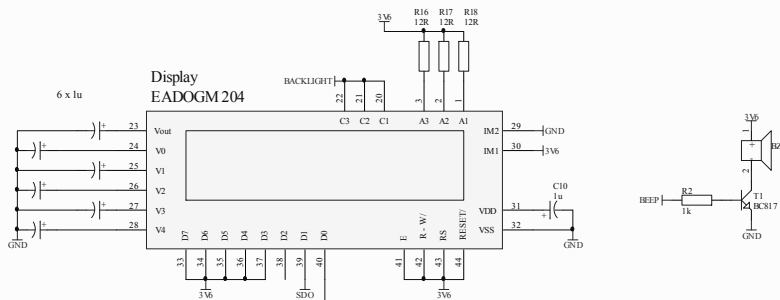 R16 R17 R18
3V6 12R 12R 12R
Display
EADOGM 204
6 x 1u
BACKLIGHT
22 21 20 3 2 1
C3 C2 C1 A3 A2 A1
23 Vout
24 V0
25 V1
26 V2
27 V3
28 V4
GND
IM2 29 GND
IM1 30 3V6
C10
1u
VDD 31
VSS 32
GND
D7 D6 D5 D4 D3 D2 D1 D0 E R - W/ RS RESET/
33 34 35 36 37 38 39 40 41 42 43 44
3V6 SDO 3V6
3V6
1
BZ
2
BEEP R2 T1
1k BC817
GND